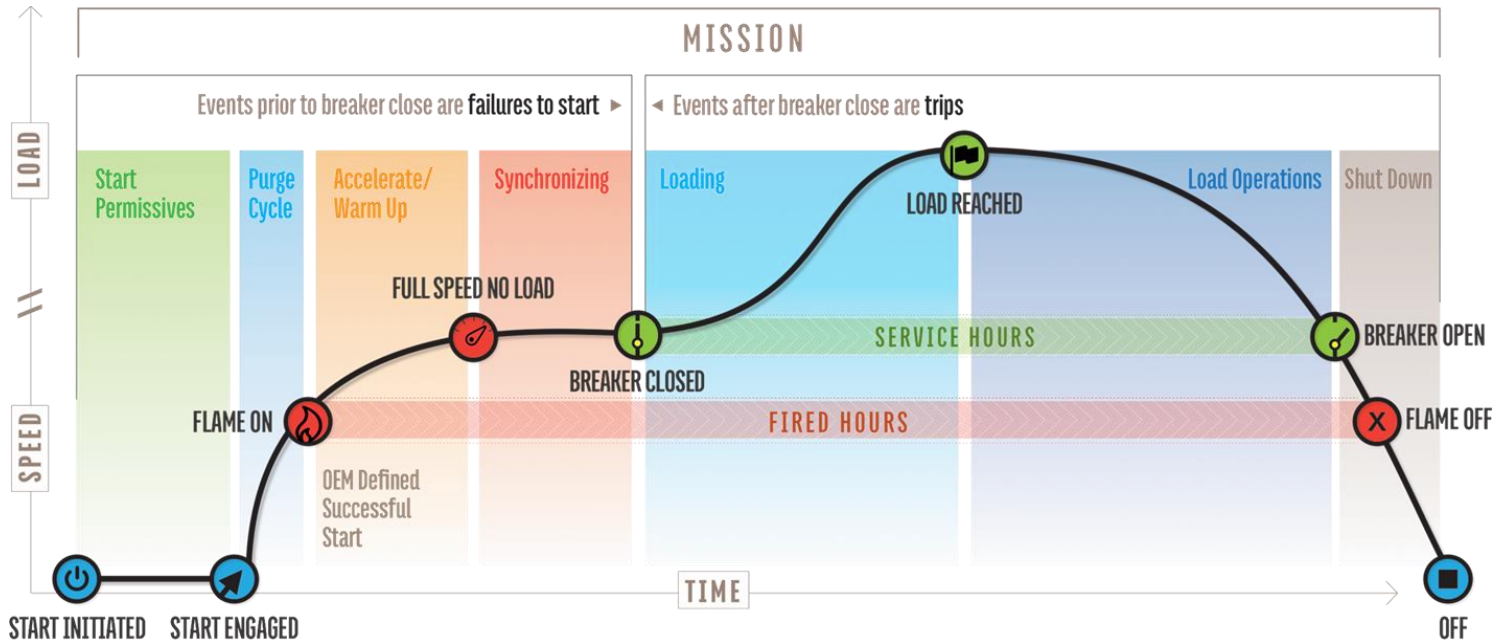 MISSION
Events prior to breaker close are failures to start
Events after breaker close are trips
LOAD
Start
Permissives
Purge
Cycle
Accelerate/
Warm Up
Synchronizing
Loading
Load Operations
Shut Down
LOAD REACHED
FULL SPEED NO LOAD
SERVICE HOURS
BREAKER OPEN
BREAKER CLOSED
FLAME ON
FIRED HOURS
X
FLAME OFF
SPEED
OEM Defined
Successful
Start
TIME
START INITIATED
START ENGAGED
OFF